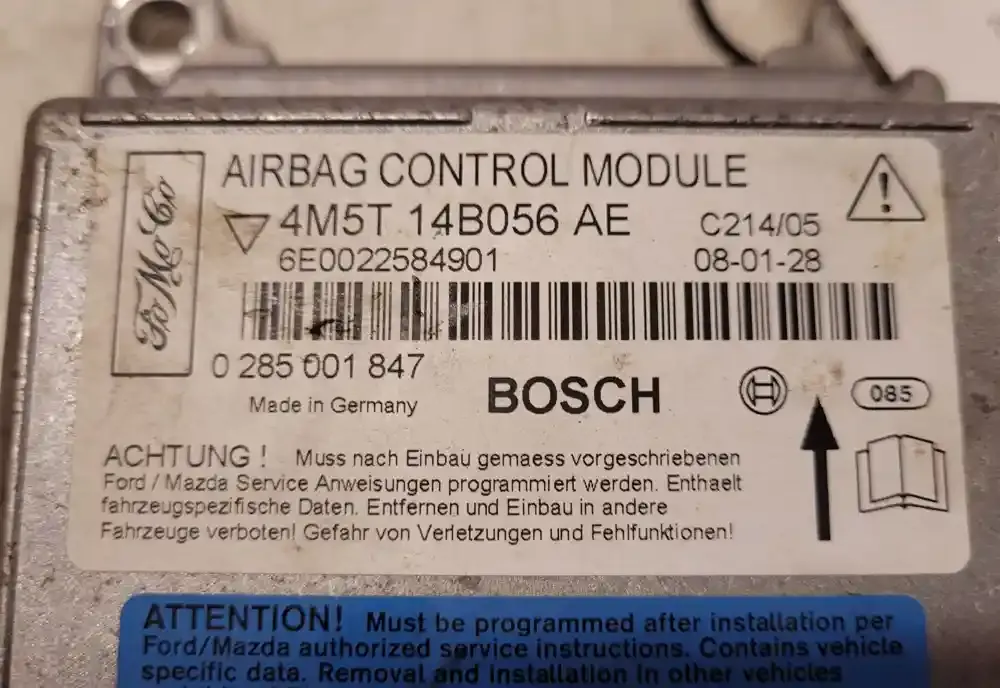 FoMoCo
AIRBAG CONTROL MODULE
4M5T 14B056 AE
C214/05
6E0022584901
08-01-28
0 285 001 847
Made in Germany
BOSCH
085
ACHTUNG ! Muss nach Einbau gemaess vorgeschriebenen
Ford / Mazda Service Anweisungen programmiert werden. Enthaelt
fahrzeugspezifische Daten. Entfernen und Einbau in andere
Fahrzeuge verboten! Gefahr von Verletzungen und Fehlfunktionen!
ATTENTION! Must be programmed after installation per
Ford/Mazda authorized service instructions. Contains vehicle
specific data. Removal and installation in other vehicles